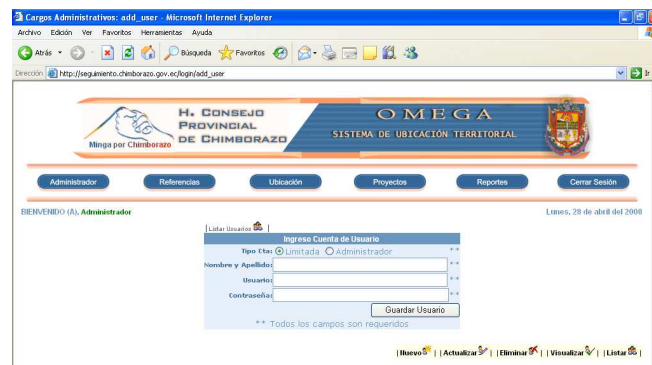 Cargos Administrativos: add_user - Microsoft Internet Explorer
Archivo Edición Ver Favoritos Herramientas Ayuda
Atrás Búsqueda Favoritos
Dirección http://seguimiento.chimborazo.gov.ec/login/add_user Ir
Minga por Chimborazo
H. CONSEJO
PROVINCIAL
DE CHIMBORAZO
OMEGA
SISTEMA DE UBICACIÓN TERRITORIAL
Administrador Referencias Ubicación Proyectos Reportes Cerrar Sesión
BIENVENIDO (A), Administrador Lunes, 28 de abril del 2008
| Listar Usuarios |
Ingreso Cuenta de Usuario
Tipo Cta: Limitada Administrador **
Nombre y Apellido: **
Usuario: **
Contraseña: **
Guardar Usuario
** Todos los campos son requeridos
| Nuevo | | Actualizar | | Eliminar | | Visualizar | | Listar |